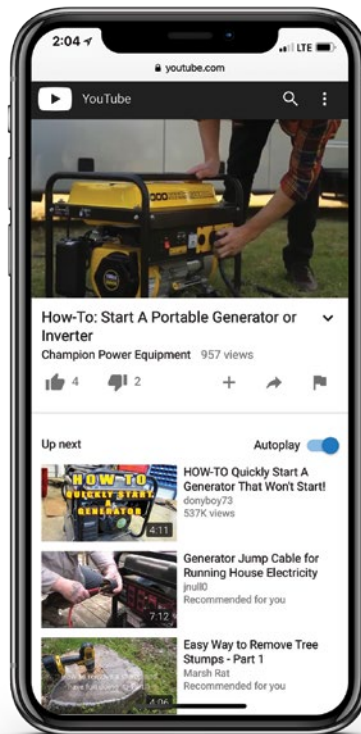 2:04
LTE
youtube.com
YouTube
How-To: Start A Portable Generator or
Inverter
Champion Power Equipment 957 views
4 2
Up next Autoplay
HOW TO
QUICKLY START
A
GENERATOR
4:11
HOW-TO Quickly Start A
Generator That Won't Start!
donyboy73
537K views
7:12
Generator Jump Cable for
Running House Electricity
jnull0
Recommended for you
4:06
Easy Way to Remove Tree
Stumps - Part 1
Marsh Rat
Recommended for you